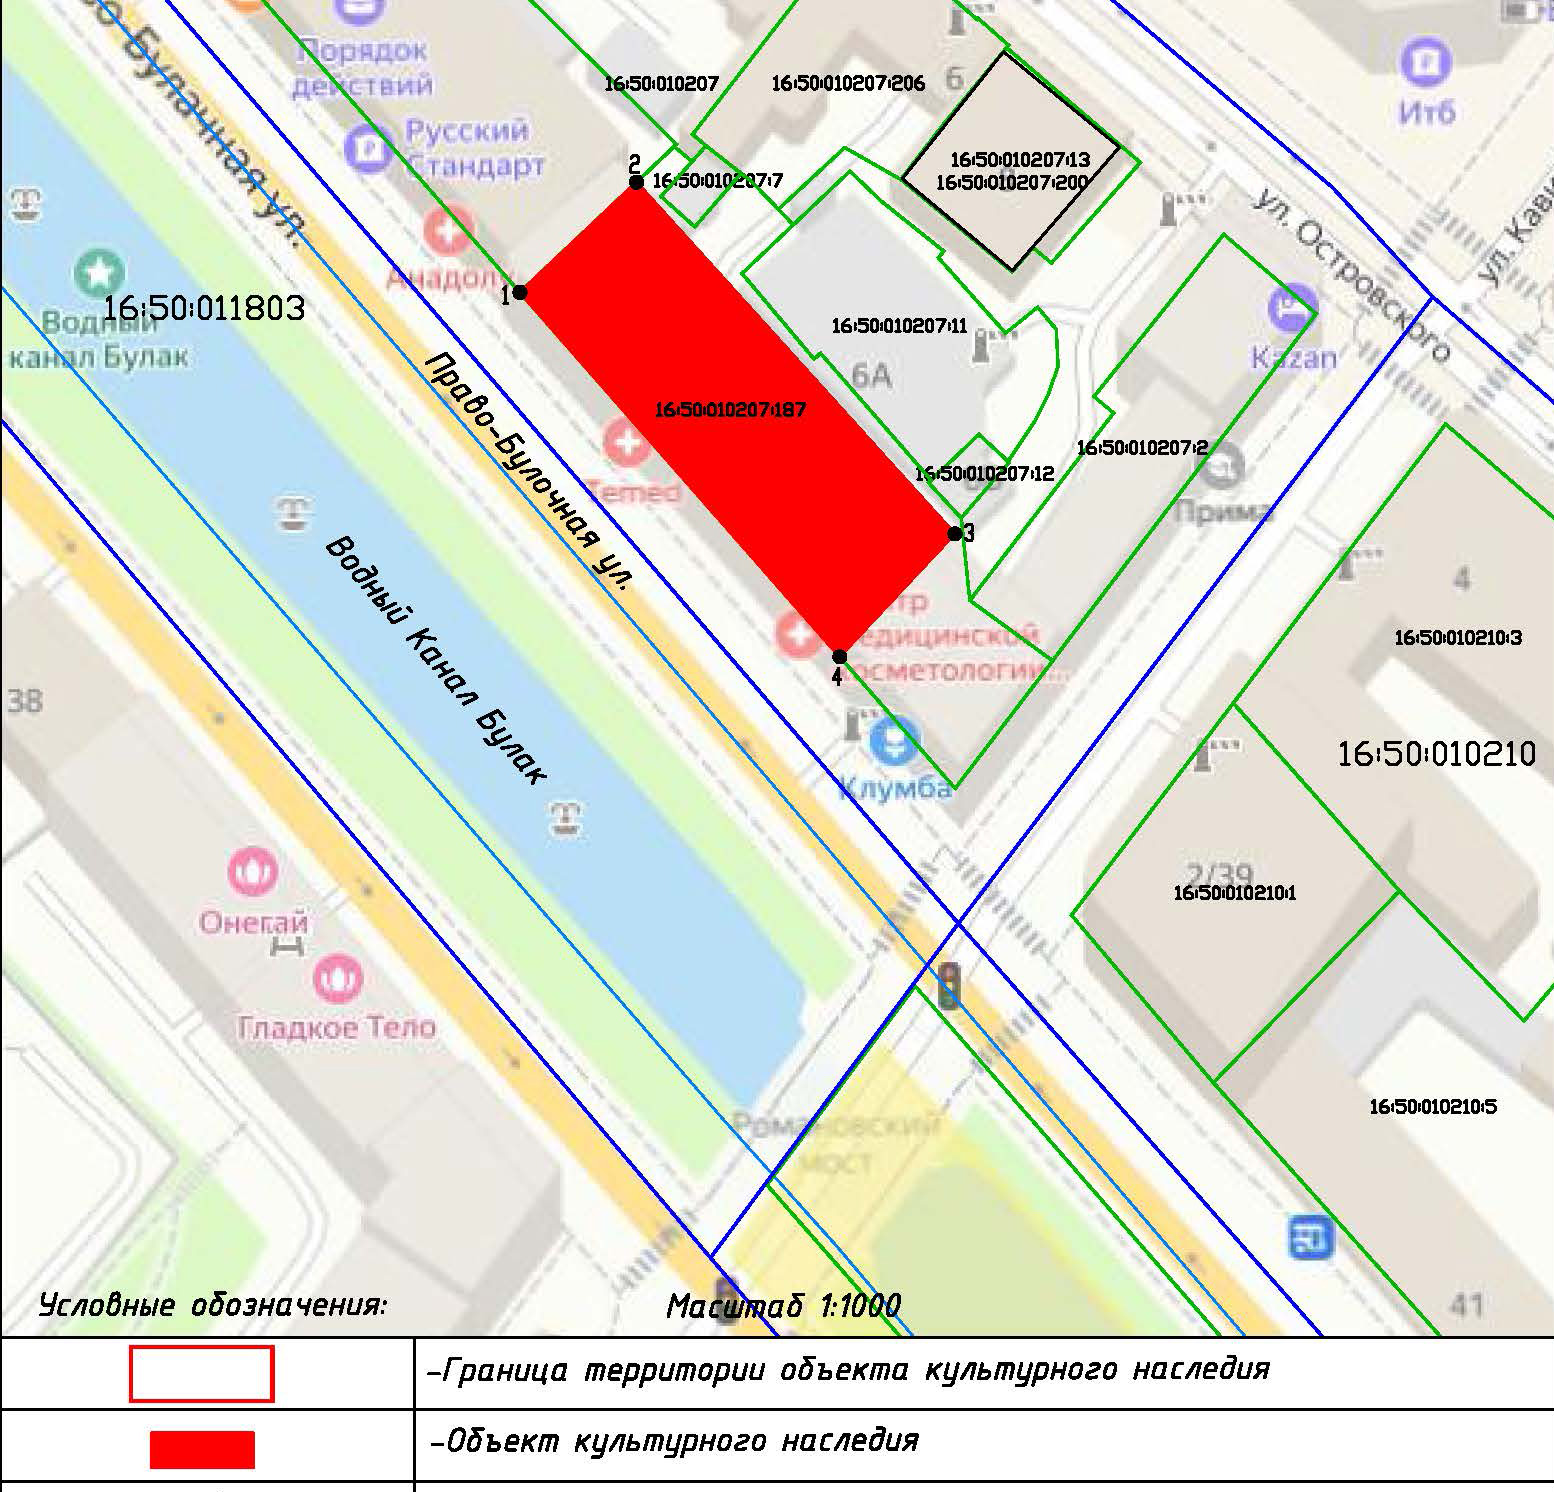 Булачная ул.
Порядок
действий
Русский
Стандарт
16:50:010207
16:50:010207:206
6
Итб
16:50:010207:13
16:50:010207:200
2
16:50:010207:7
ул. Островского
ул. Кави
Анадолу
1
16:50:011803
Водный
канал Булак
16:50:010207:11
6А
Kazan
Право-Булочная ул.
16:50:010207:187
16:50:010207:2
16:50:010207:12
Temed
Прима
3
Водный Канал Булак
4
16:50:010210:3
медицинской
косметологии...
4
38
Клумба
16:50:010210
2/39
16:50:010210:1
Онегай
Гладкое Тело
16:50:010210:5
Романовский
мост
41
Условные обозначения:
Масштаб 1:1000
-Граница территории объекта культурного наследия
-Объект культурного наследия